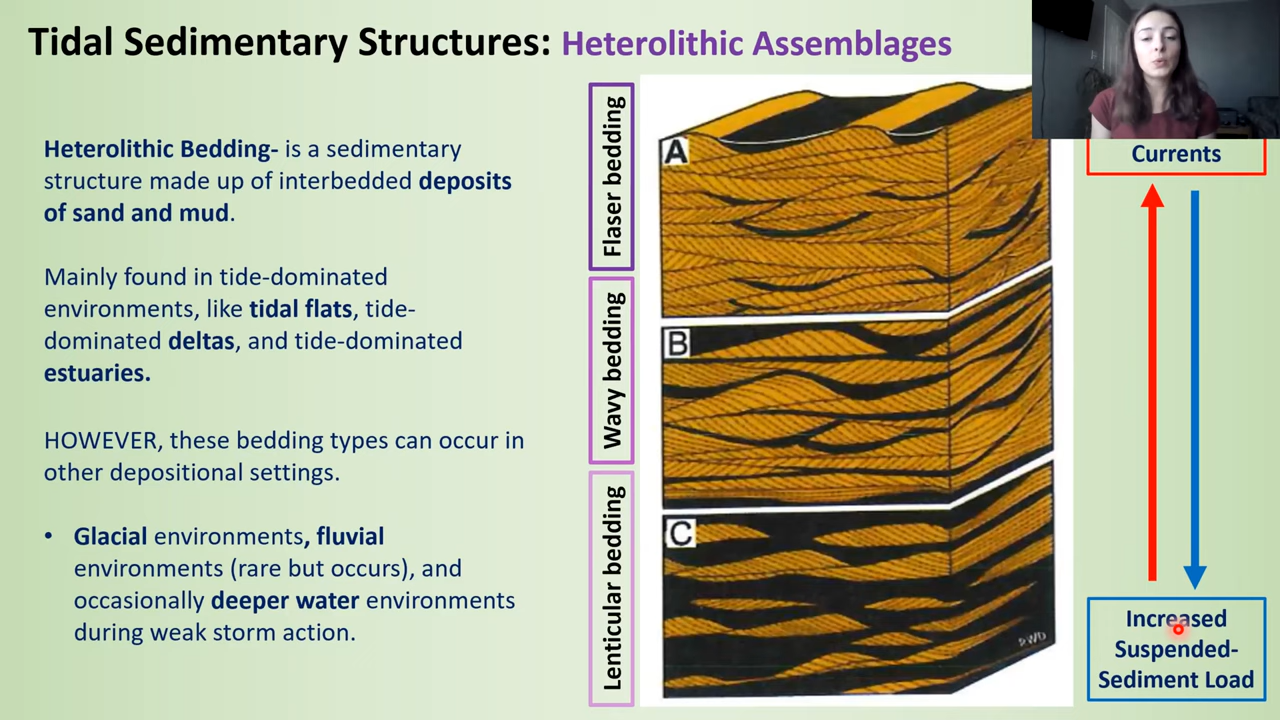 Tidal Sedimentary Structures: Heterolithic Assemblages
Heterolithic Bedding- is a sedimentary
structure made up of interbedded deposits
of sand and mud.
Mainly found in tide-dominated
environments, like tidal flats, tide-
dominated deltas, and tide-dominated
estuaries.
HOWEVER, these bedding types can occur in
other depositional settings.
• Glacial environments, fluvial
environments (rare but occurs), and
occasionally deeper water environments
during weak storm action.
Flaser bedding
Wavy bedding
Lenticular bedding
A
B
C
PWD
Currents
Increased
Suspended-
Sediment Load